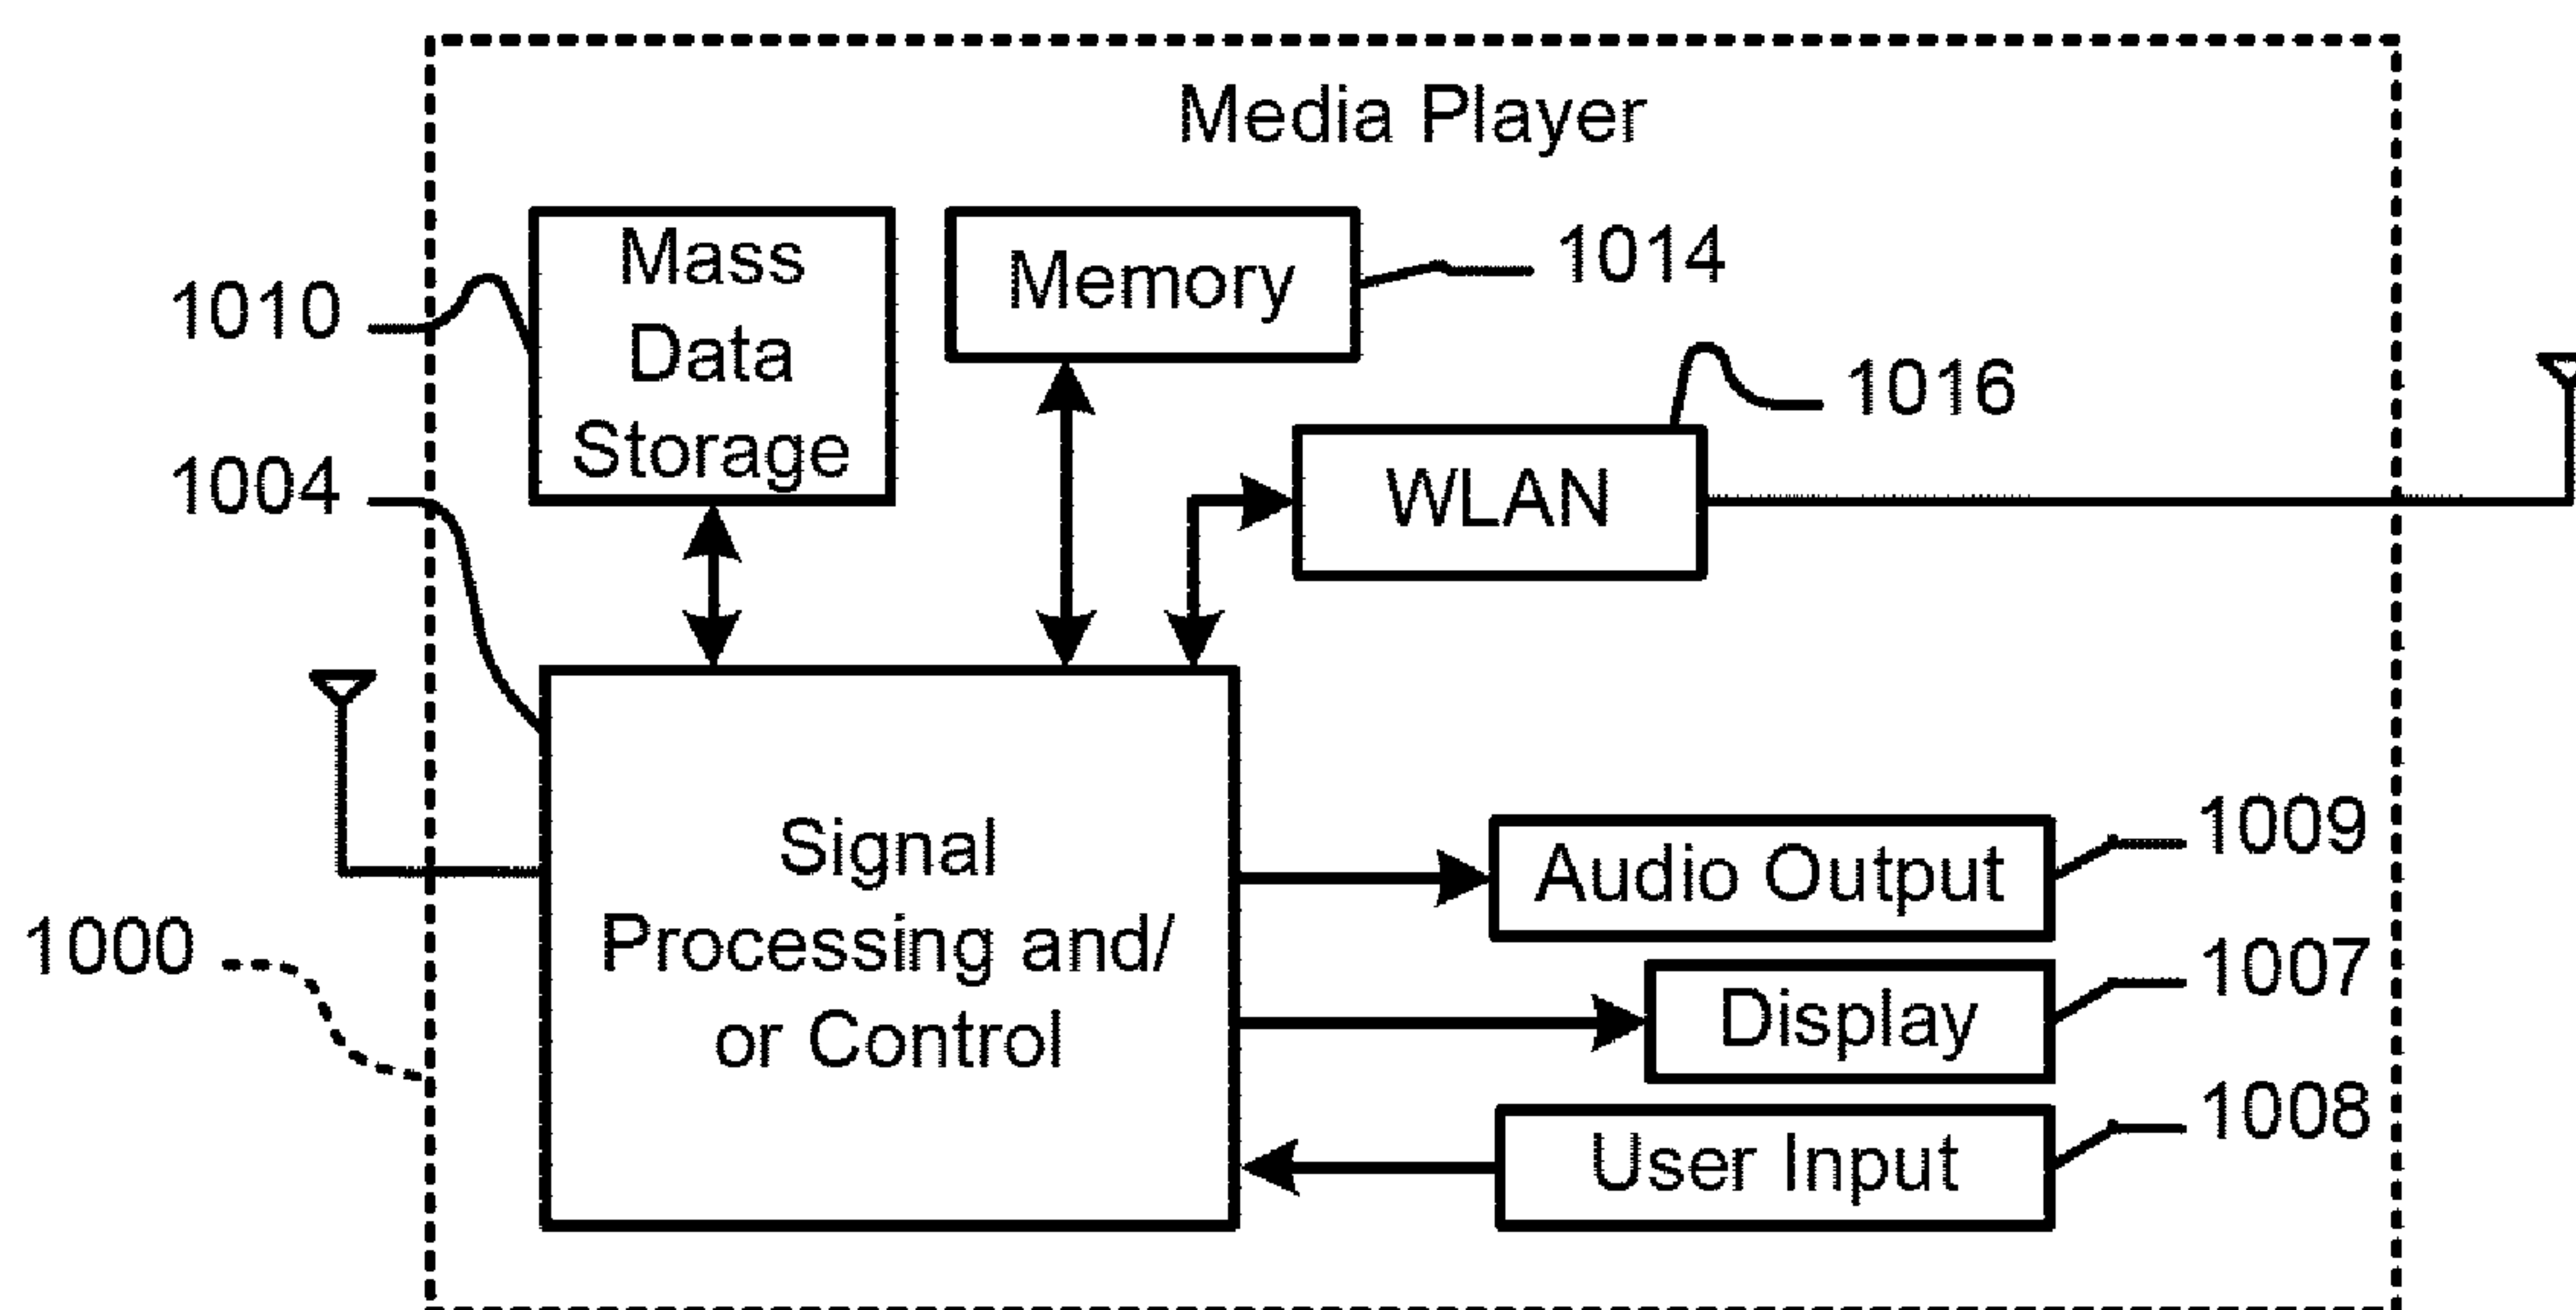 Media Player
Mass
Data
Storage
Memory
1014
1010
1016
WLAN
1004
Signal
Processing and/
or Control
Audio Output
1009
1000
Display
1007
User Input
1008